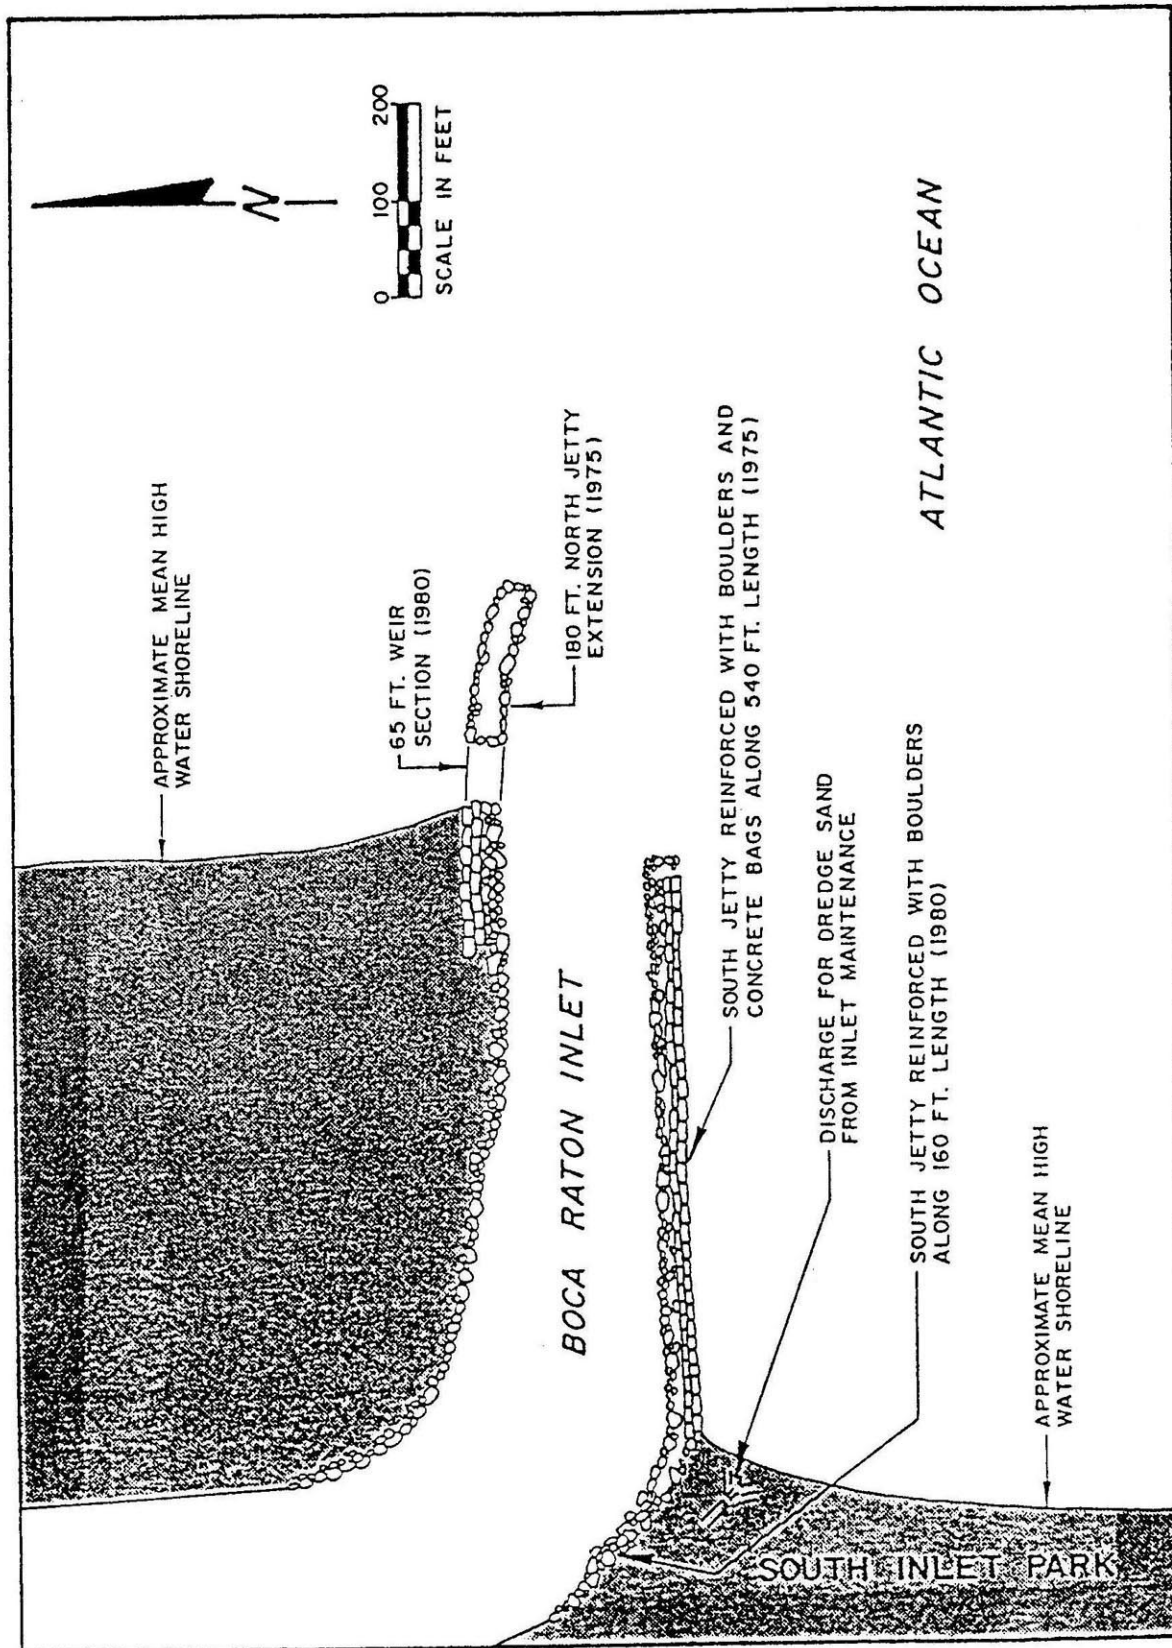 N
0 100 200
SCALE IN FEET
APPROXIMATE MEAN HIGH
WATER SHORELINE
65 FT. WEIR
SECTION (1980)
180 FT. NORTH JETTY
EXTENSION (1975)
BOCA RATON INLET
ATLANTIC OCEAN
SOUTH JETTY REINFORCED WITH BOULDERS AND
CONCRETE BAGS ALONG 540 FT. LENGTH (1975)
DISCHARGE FOR DREDGE SAND
FROM INLET MAINTENANCE
SOUTH JETTY REINFORCED WITH BOULDERS
ALONG 160 FT. LENGTH (1980)
APPROXIMATE MEAN HIGH
WATER SHORELINE
SOUTH INLET PARK